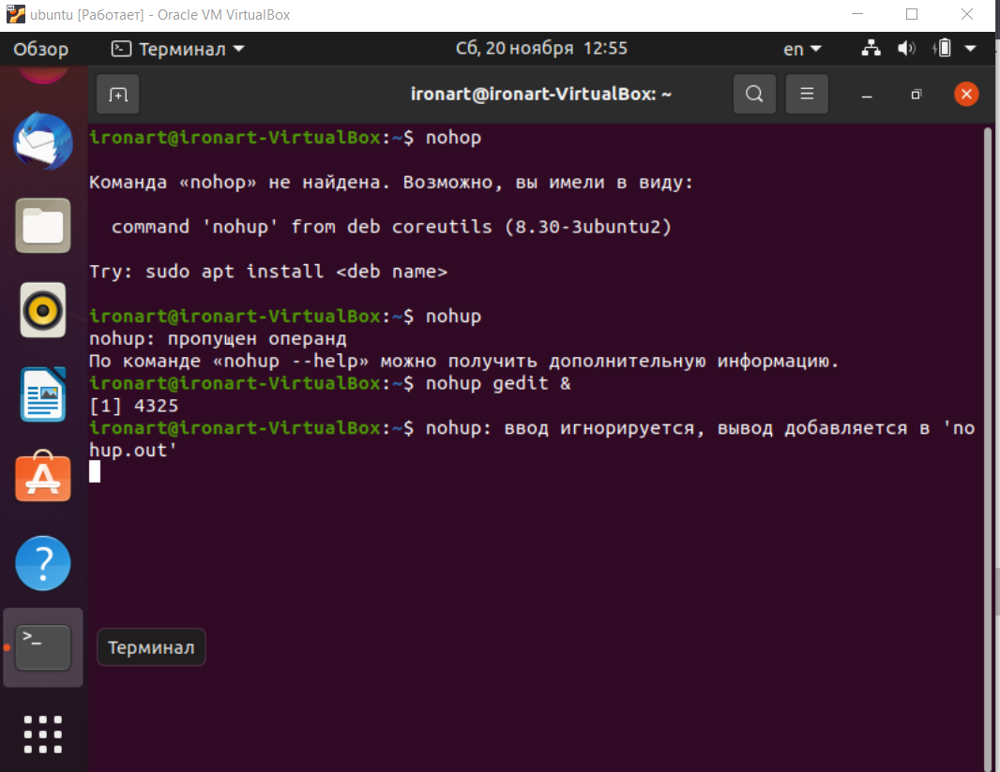 ubuntu [Работает] - Oracle VM VirtualBox
Обзор Терминал Сб, 20 ноября 12:55 en
ironart@ironart-VirtualBox: ~
ironart@ironart-VirtualBox:~$ nohop
Команда «nohop» не найдена. Возможно, вы имели в виду:
command 'nohup' from deb coreutils (8.30-3ubuntu2)
Try: sudo apt install <deb name>
ironart@ironart-VirtualBox:~$ nohup
nohup: пропущен операнд
По команде «nohup --help» можно получить дополнительную информацию.
ironart@ironart-VirtualBox:~$ nohup gedit &
[1] 4325
ironart@ironart-VirtualBox:~$ nohup: ввод игнорируется, вывод добавляется в 'no
hup.out'
>_
Терминал